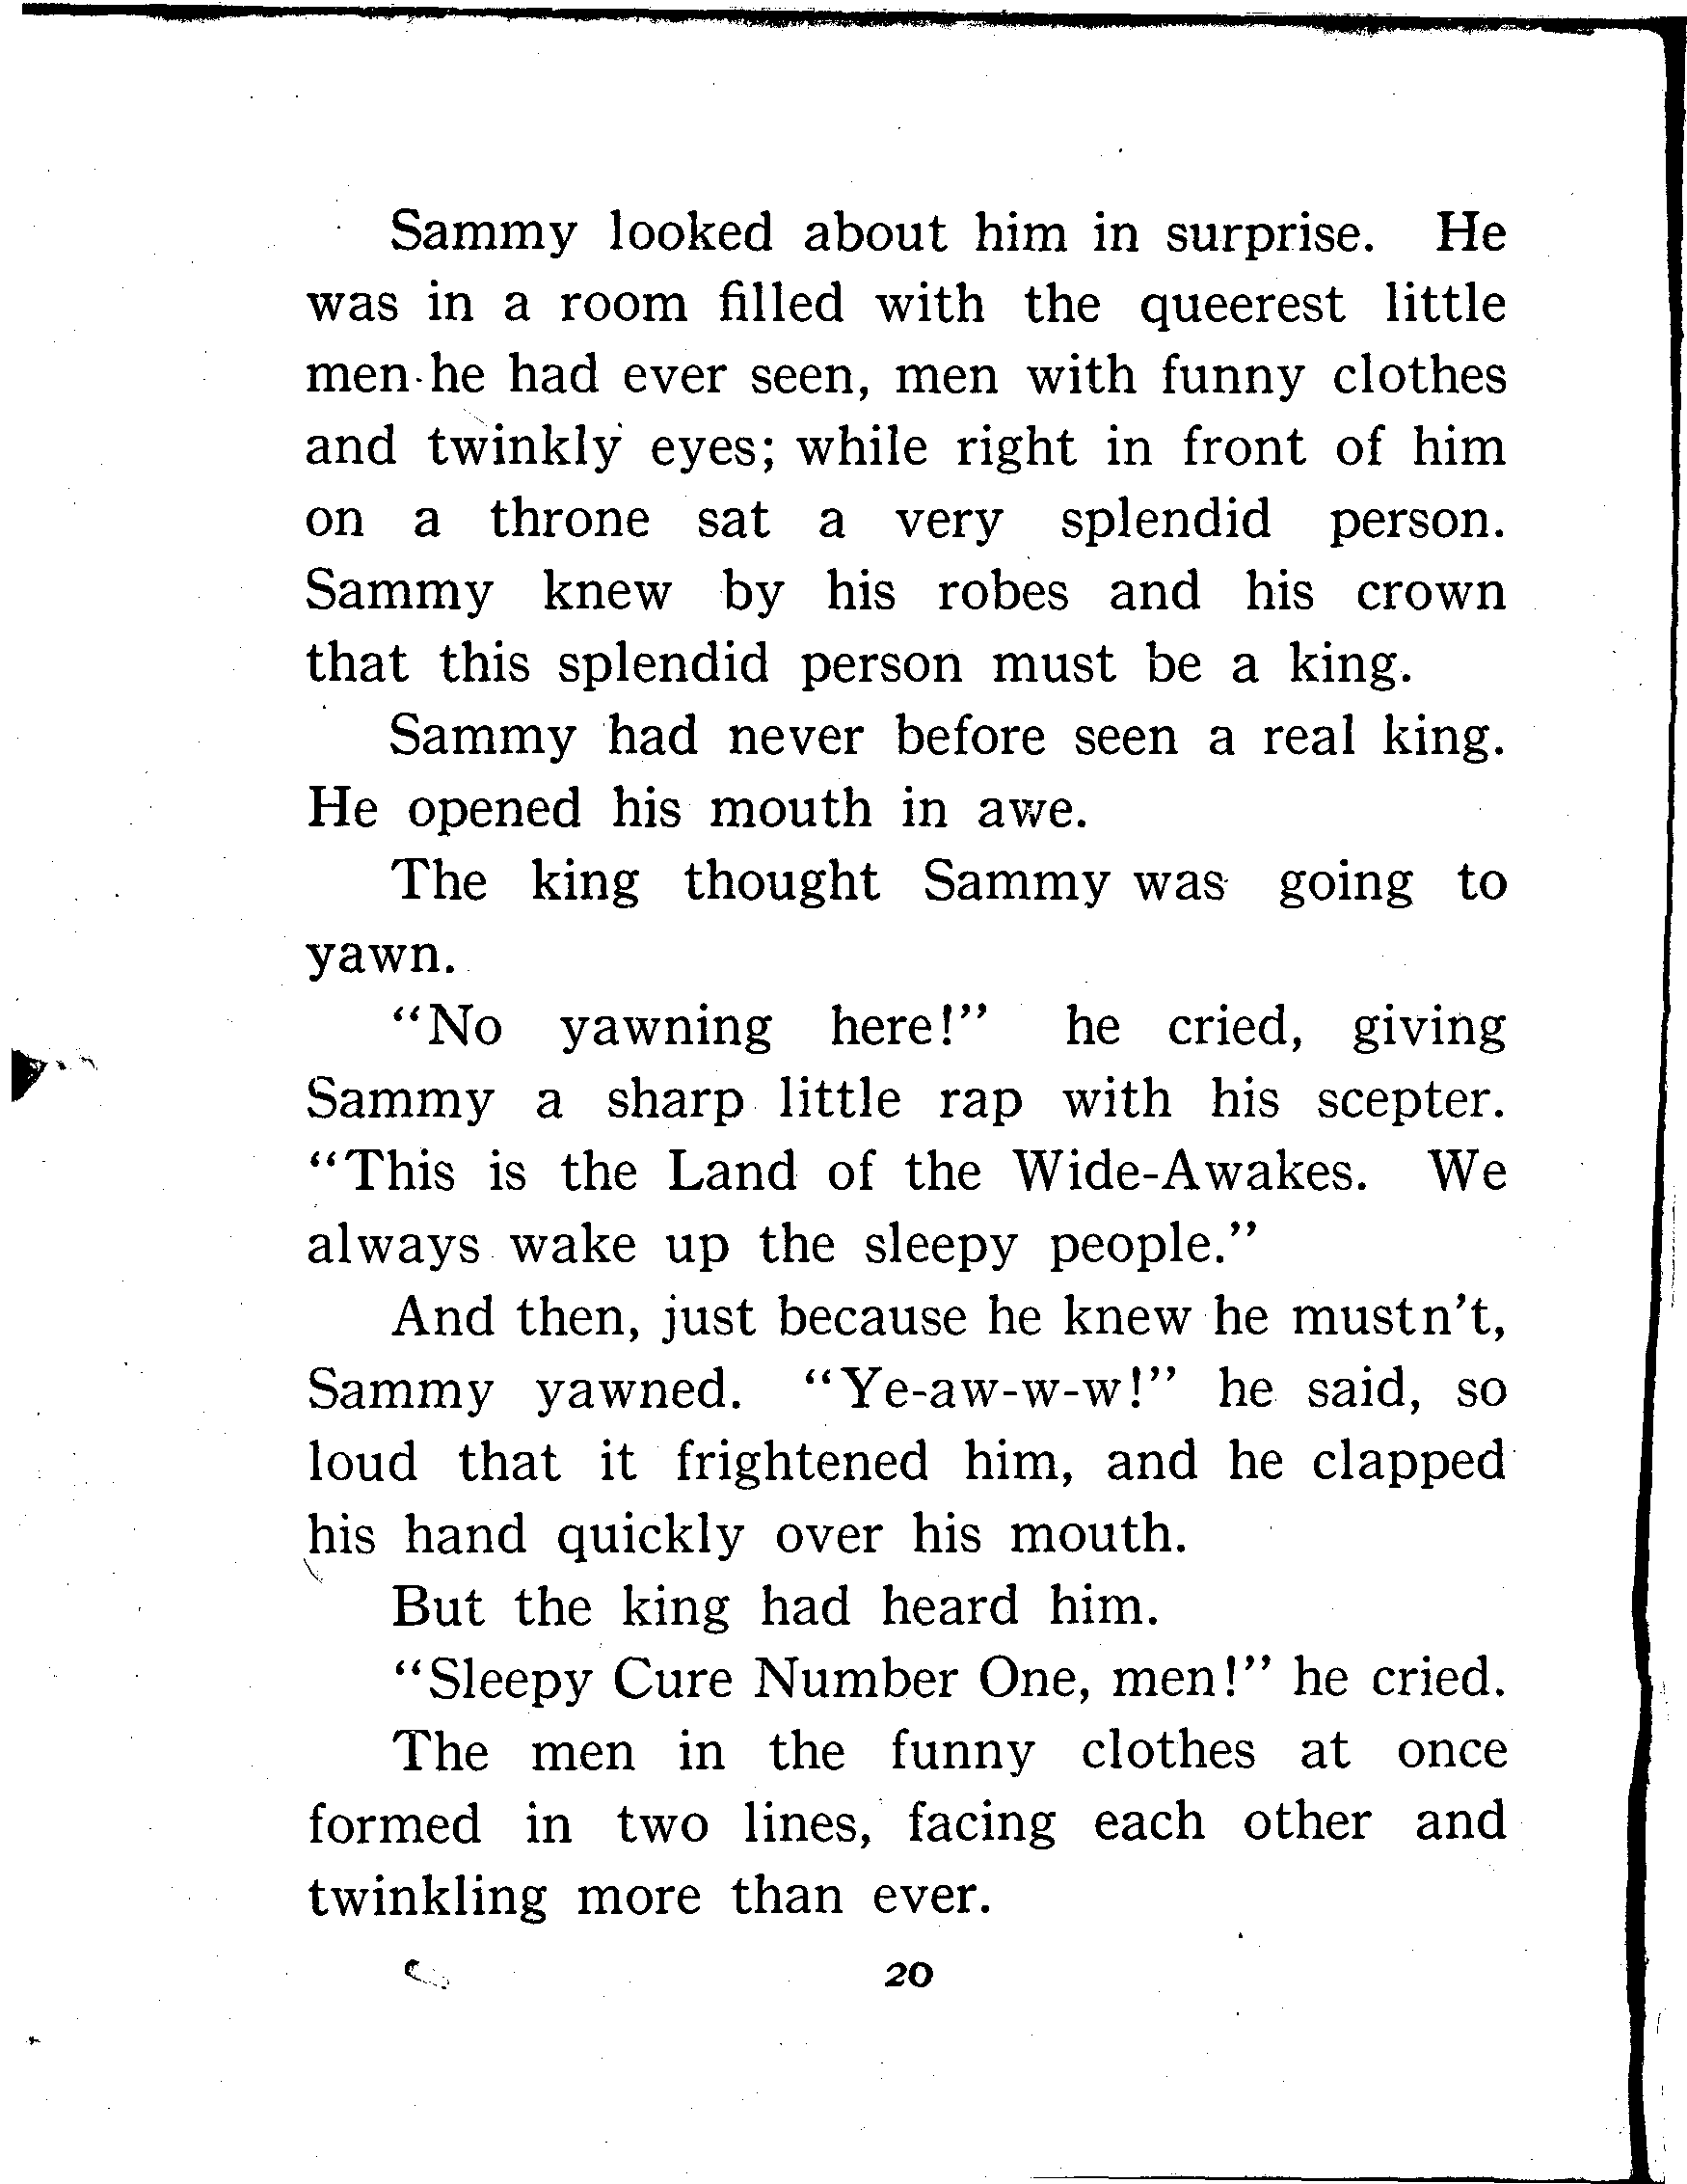 Sammy looked about him in surprise. He
was in a room filled with the queerest little
men he had ever seen, men with funny clothes
and twinkly eyes; while right in front of him
on a throne sat a very splendid person.
Sammy knew by his robes and his crown
that this splendid person must be a king.
Sammy had never before seen a real king.
He opened his mouth in awe.
The king thought Sammy was going to
yawn.
“No yawning here!” he cried, giving
Sammy a sharp little rap with his scepter.
“This is the Land of the Wide-Awakes. We
always wake up the sleepy people.”
And then, just because he knew he mustn’t,
Sammy yawned. “Ye-aw-w-w!” he said, so
loud that it frightened him, and he clapped
his hand quickly over his mouth.
But the king had heard him.
“Sleepy Cure Number One, men!” he cried.
The men in the funny clothes at once
formed in two lines, facing each other and
twinkling more than ever.
20